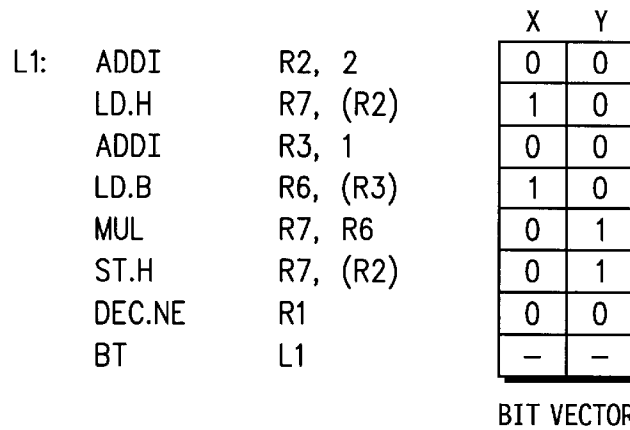 X Y
L1: ADDI R2, 2 0 0
LD.H R7, (R2) 1 0
ADDI R3, 1 0 0
LD.B R6, (R3) 1 0
MUL R7, R6 0 1
ST.H R7, (R2) 0 1
DEC.NE R1 0 0
BT L1 – –
BIT VECTOR